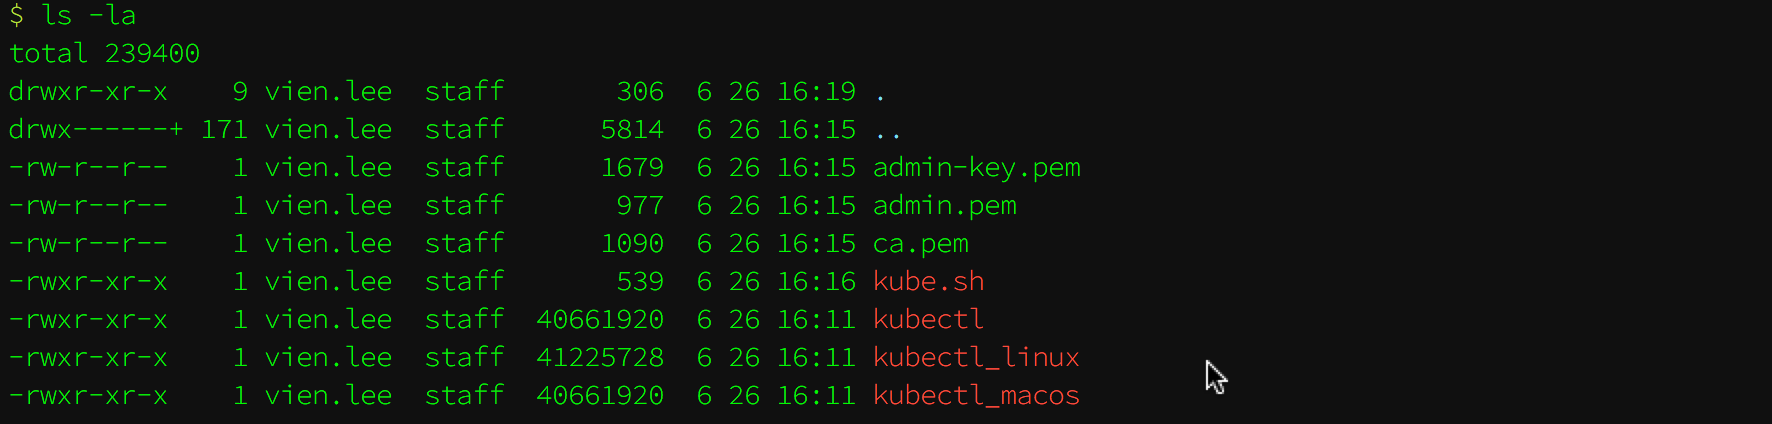 $ ls -la
total 239400
drwxr-xr-x    9 vien.lee  staff       306  6 26 16:19 .
drwx------+ 171 vien.lee  staff      5814  6 26 16:15 ..
-rw-r--r--    1 vien.lee  staff      1679  6 26 16:15 admin-key.pem
-rw-r--r--    1 vien.lee  staff       977  6 26 16:15 admin.pem
-rw-r--r--    1 vien.lee  staff      1090  6 26 16:15 ca.pem
-rwxr-xr-x    1 vien.lee  staff       539  6 26 16:16 kube.sh
-rwxr-xr-x    1 vien.lee  staff  40661920  6 26 16:11 kubectl
-rwxr-xr-x    1 vien.lee  staff  41225728  6 26 16:11 kubectl_linux
-rwxr-xr-x    1 vien.lee  staff  40661920  6 26 16:11 kubectl_macos